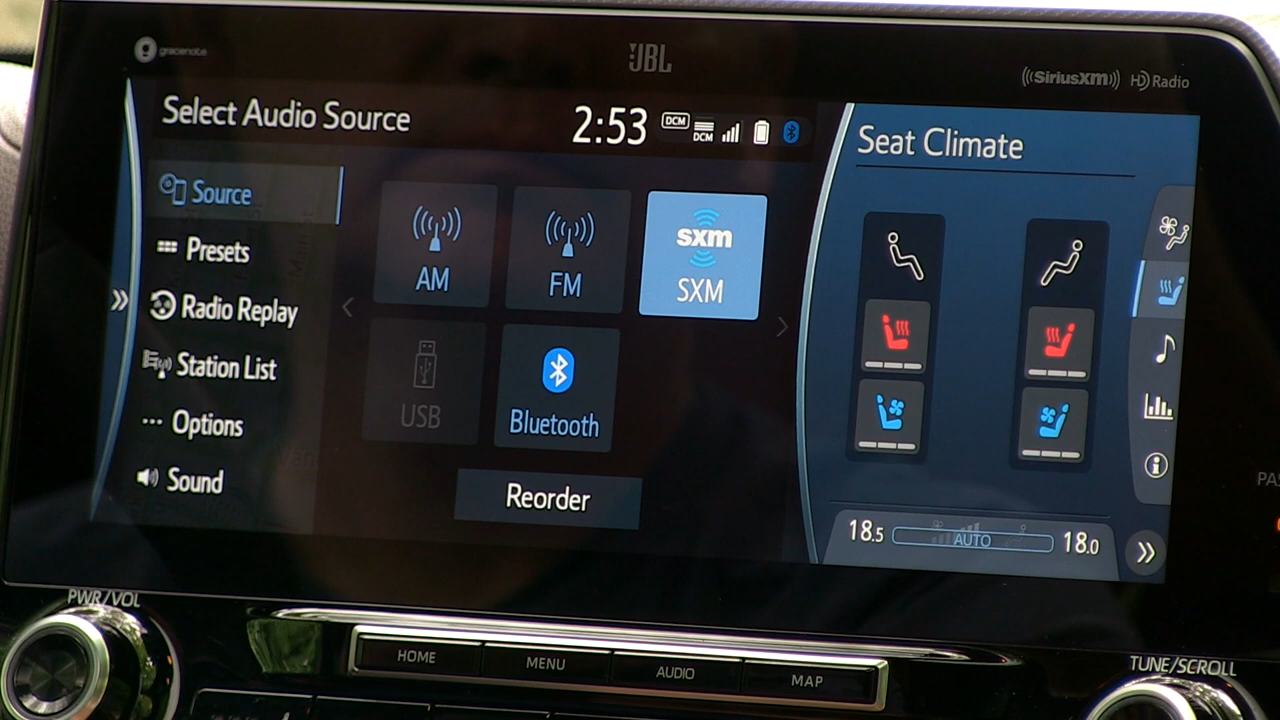 gracenote
JBL
((SiriusXM))
HD Radio
Select Audio Source
2:53
DCM
DCM
Seat Climate
Source
Presets
Radio Replay
Station List
Options
Sound
AM
FM
sxm
SXM
USB
Bluetooth
Reorder
18.5
AUTO
18.0
PWR/VOL
HOME
MENU
AUDIO
MAP
TUNE/SCROLL